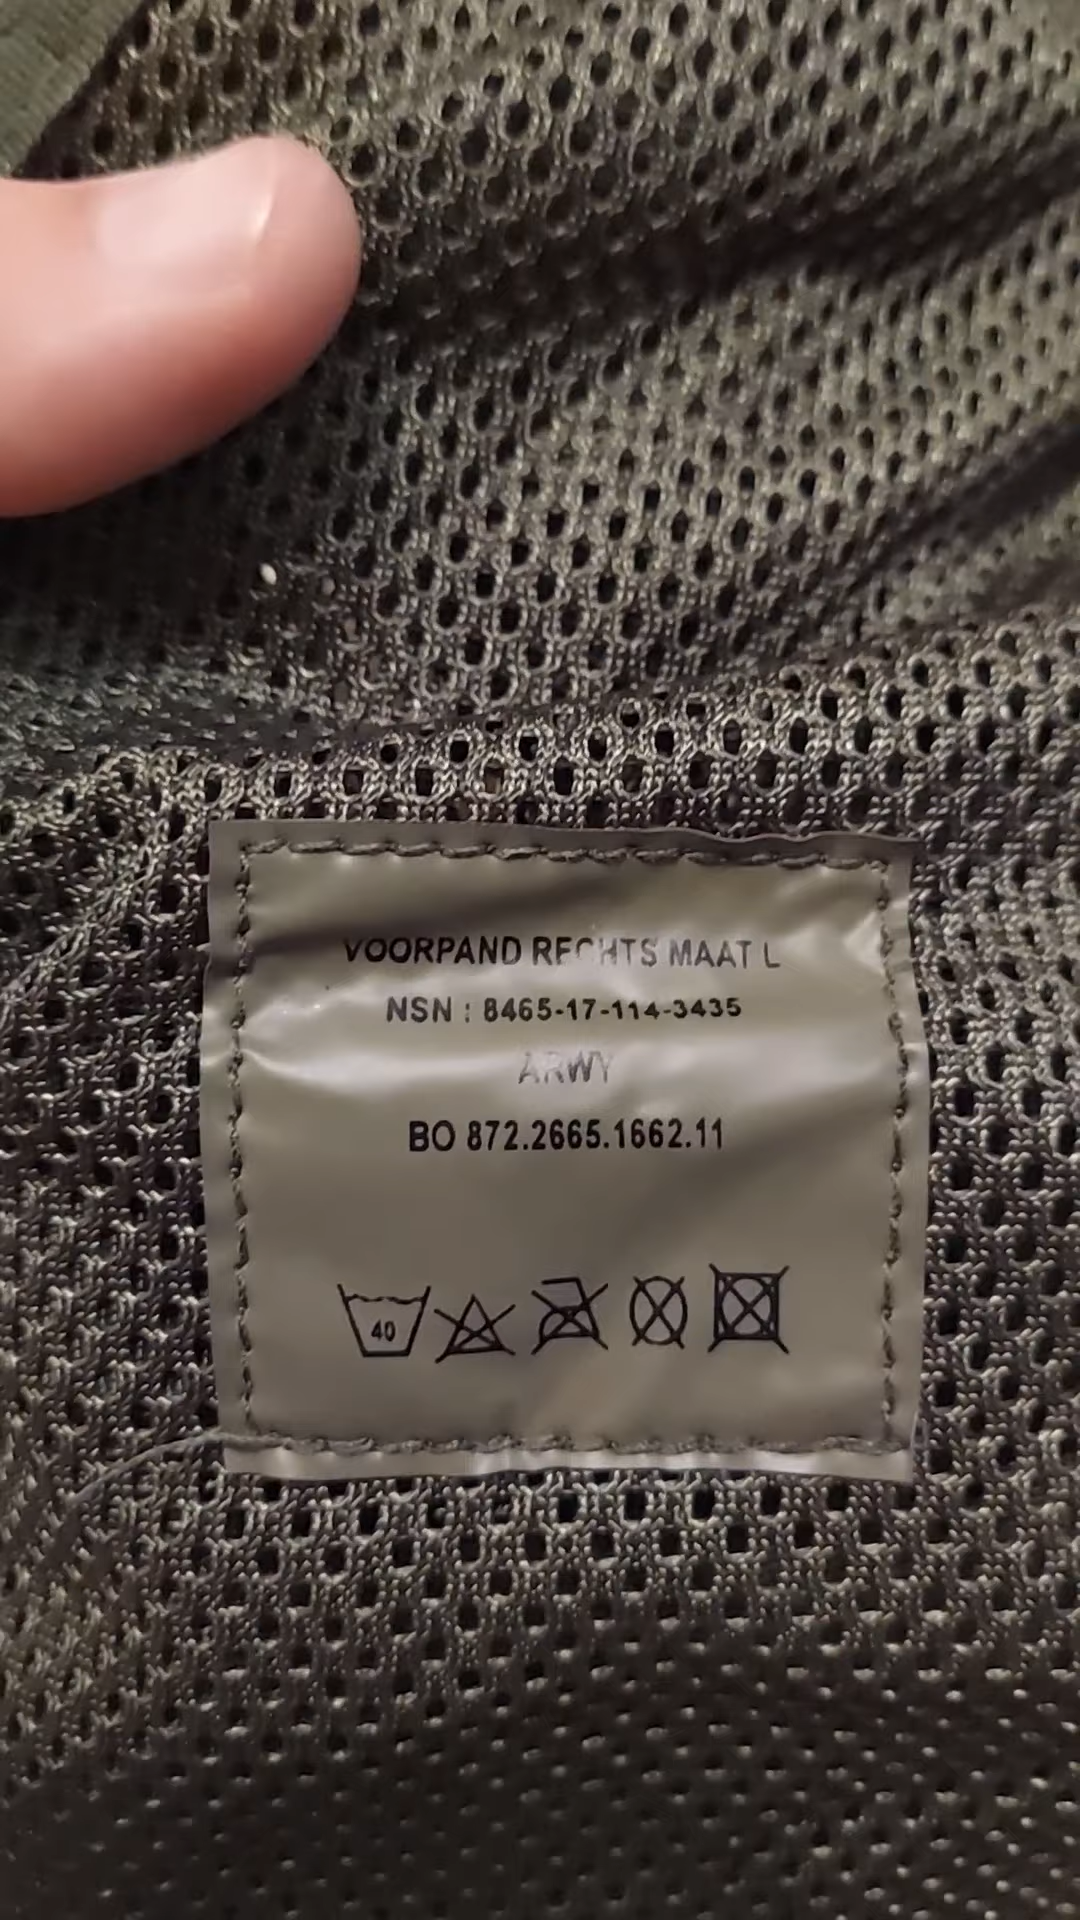 VOORPAND RECHTS MAAT L
NSN : 8465-17-114-3435
ARWY
BO 872.2665.1662.11
40